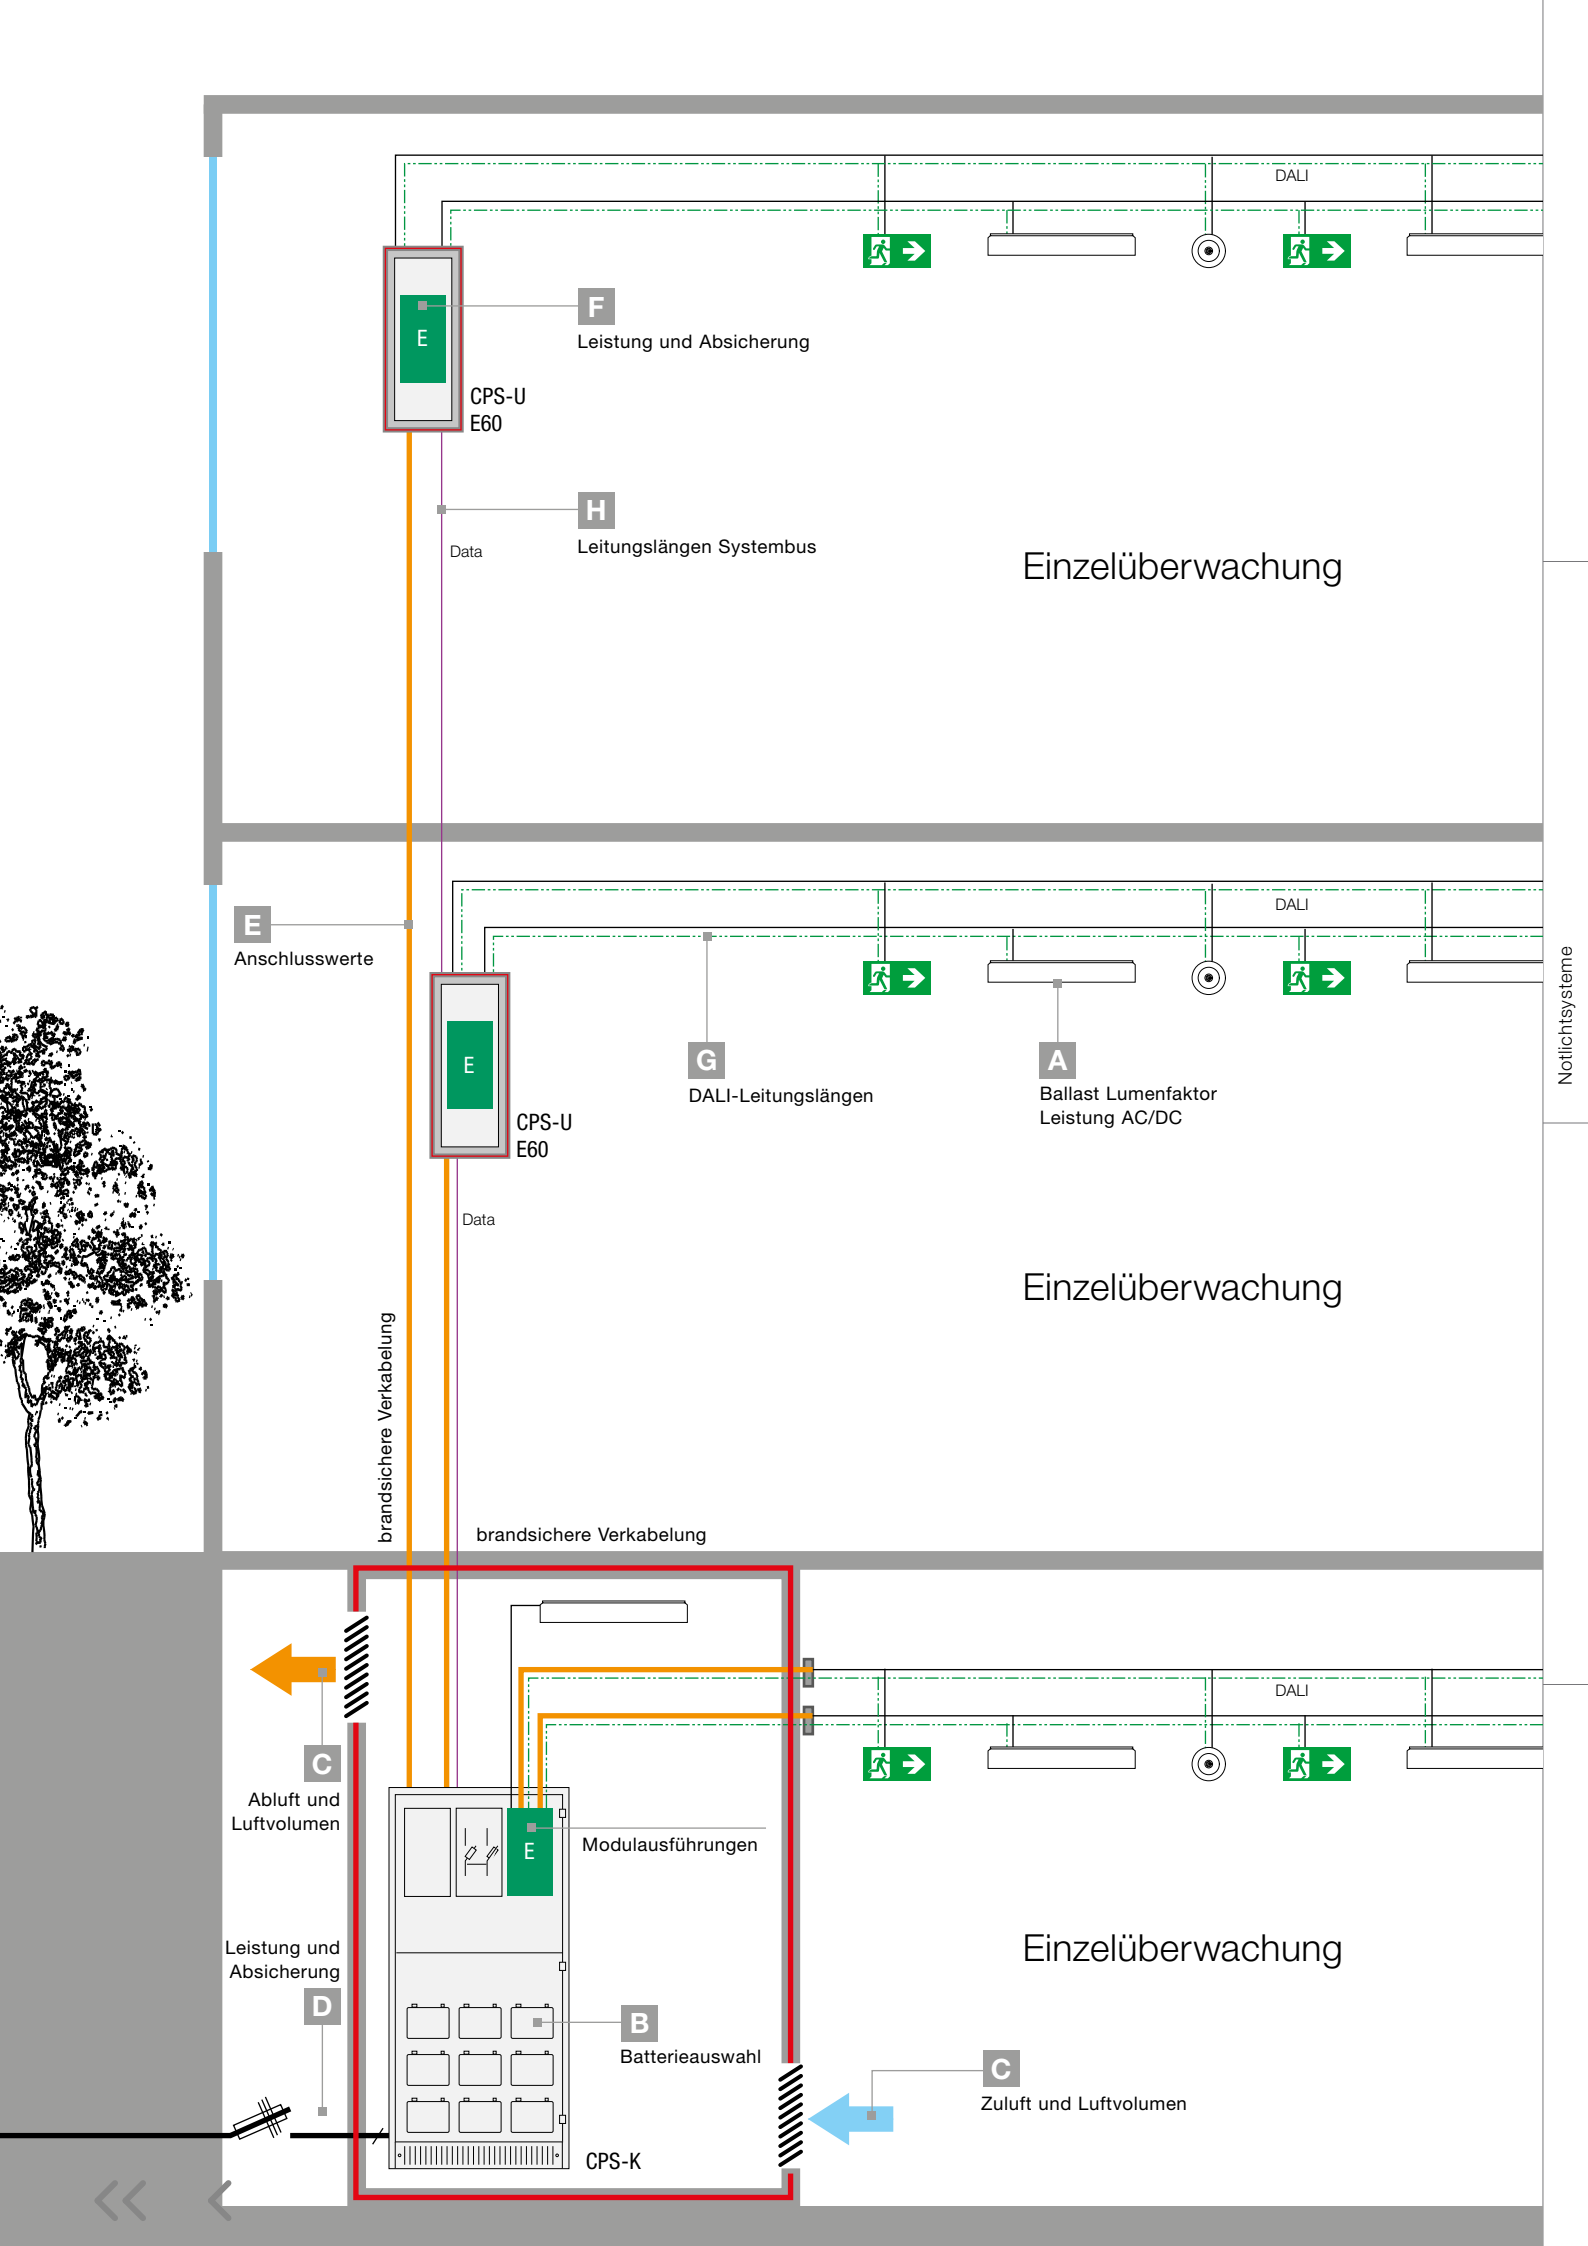 DALI
F
E
Leistung und Absicherung
CPS-U
E60
H
Data
Leitungslängen Systembus
Einzelüberwachung
DALI
E
Anschlusswerte
Notlichtsysteme
E
G
A
DALI-Leitungslängen
Ballast Lumenfaktor
Leistung AC/DC
CPS-U
E60
Data
Einzelüberwachung
brandsichere Verkabelung
brandsichere Verkabelung
DALI
C
Abluft und
Luftvolumen
E
Modulausführungen
Leistung und
Absicherung
D
Einzelüberwachung
B
Batterieauswahl
C
Zuluft und Luftvolumen
CPS-K